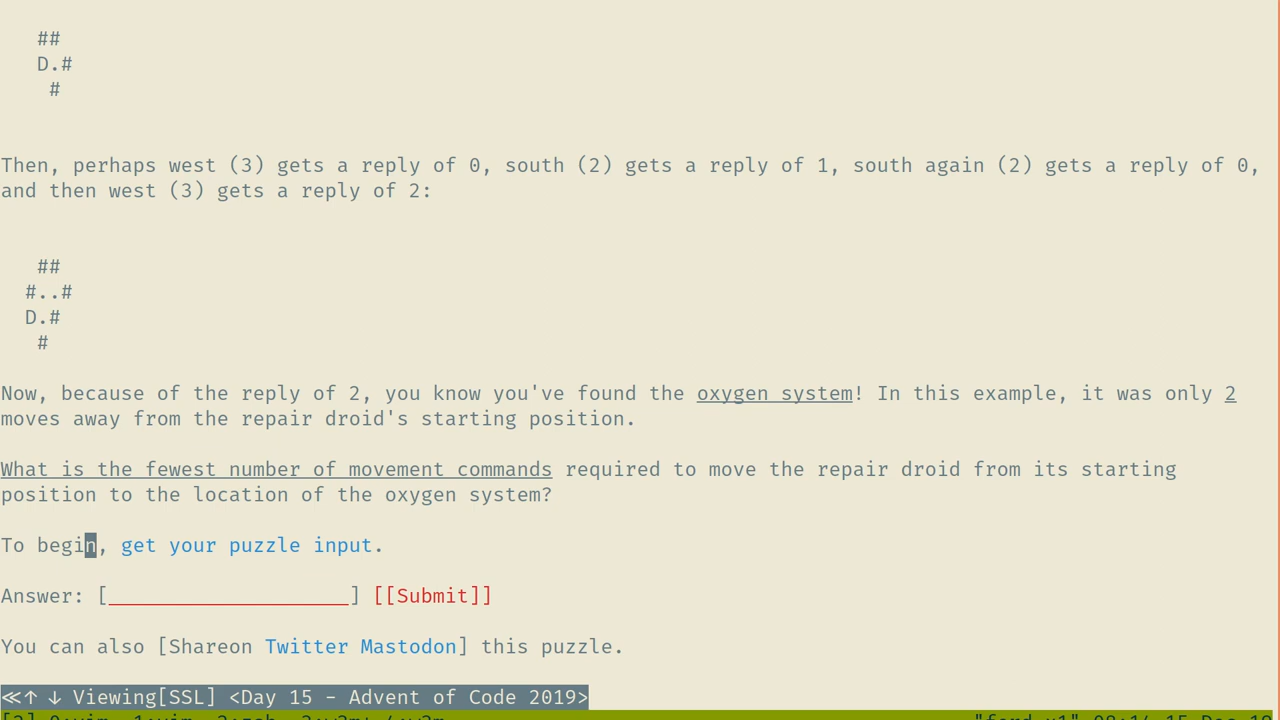 ##
D.#
#
Then, perhaps west (3) gets a reply of 0, south (2) gets a reply of 1, south again (2) gets a reply of 0,
and then west (3) gets a reply of 2:
##
#..#
D.#
#
Now, because of the reply of 2, you know you've found the oxygen system! In this example, it was only 2
moves away from the repair droid's starting position.
What is the fewest number of movement commands required to move the repair droid from its starting
position to the location of the oxygen system?
To begin, get your puzzle input.
Answer: [____________________] [[Submit]]
You can also [Shareon Twitter Mastodon] this puzzle.
≪↑ ↓ Viewing[SSL] <Day 15 - Advent of Code 2019>